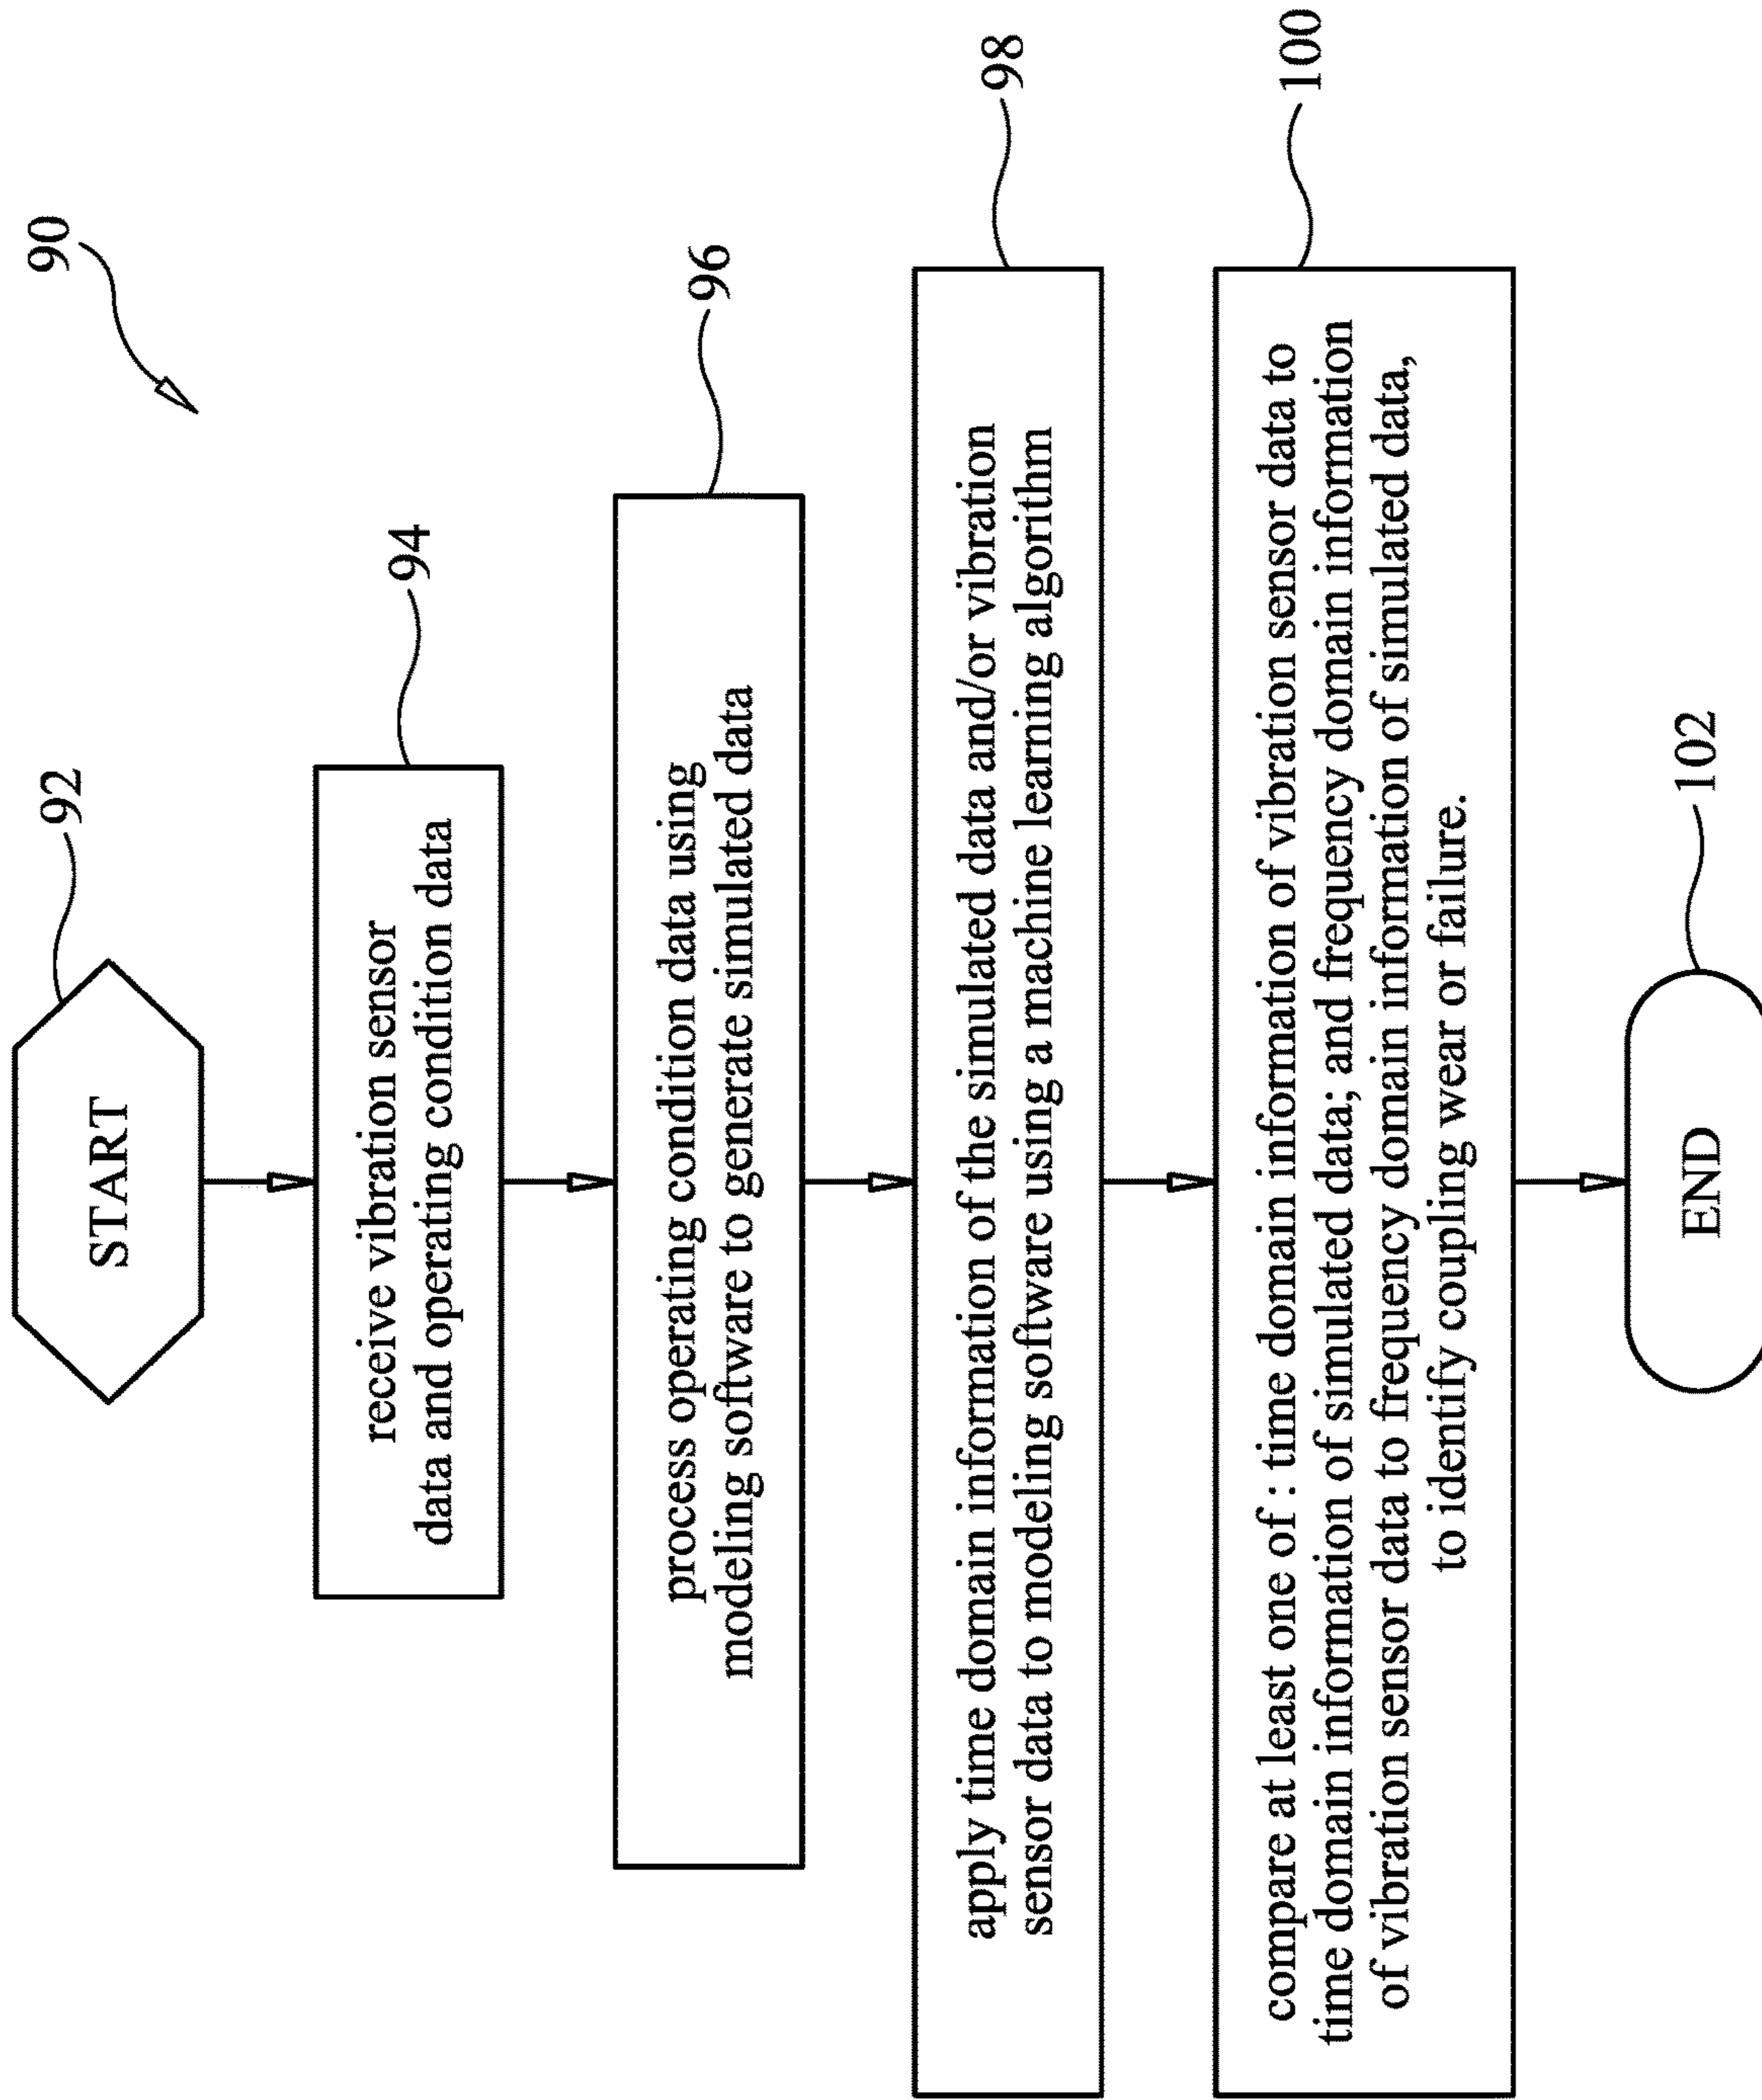 90
START
92
receive vibration sensor
data and operating condition data
94
process operating condition data using
modeling software to generate simulated data
96
apply time domain information of the simulated data and/or vibration
sensor data to modeling software using a machine learning algorithm
98
compare at least one of : time domain information of vibration sensor data to
time domain information of simulated data; and frequency domain information
of vibration sensor data to frequency domain information of simulated data,
to identify coupling wear or failure.
100
END
102